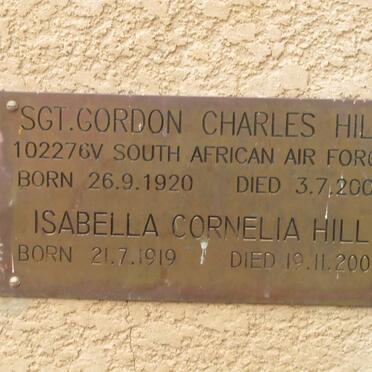 SGT. GORDON CHARLES HIL
102276V SOUTH AFRICAN AIR FORC
BORN 26.9.1920 DIED 3.7.200
ISABELLA CORNELIA HILL
BORN 21.7.1919 DIED 19.11.200